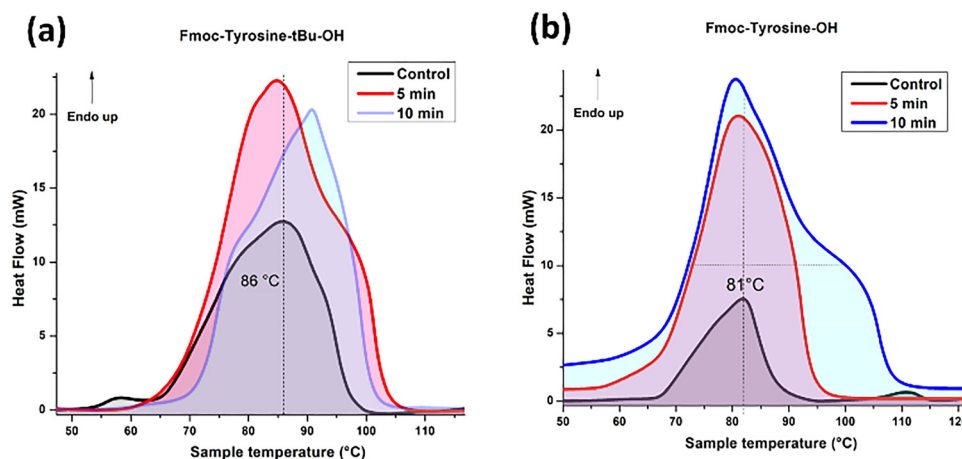 (a)
Fmoc-Tyrosine-tBu-OH
Endo up
Control
5 min
10 min
86 °C
Heat Flow (mW)
20
15
10
5
0
50 60 70 80 90 100 110
Sample temperature (°C)
(b)
Fmoc-Tyrosine-OH
Endo up
Control
5 min
10 min
81°C
Heat Flow (mW)
20
15
10
5
0
50 60 70 80 90 100 110 120
Sample temperature (°C)